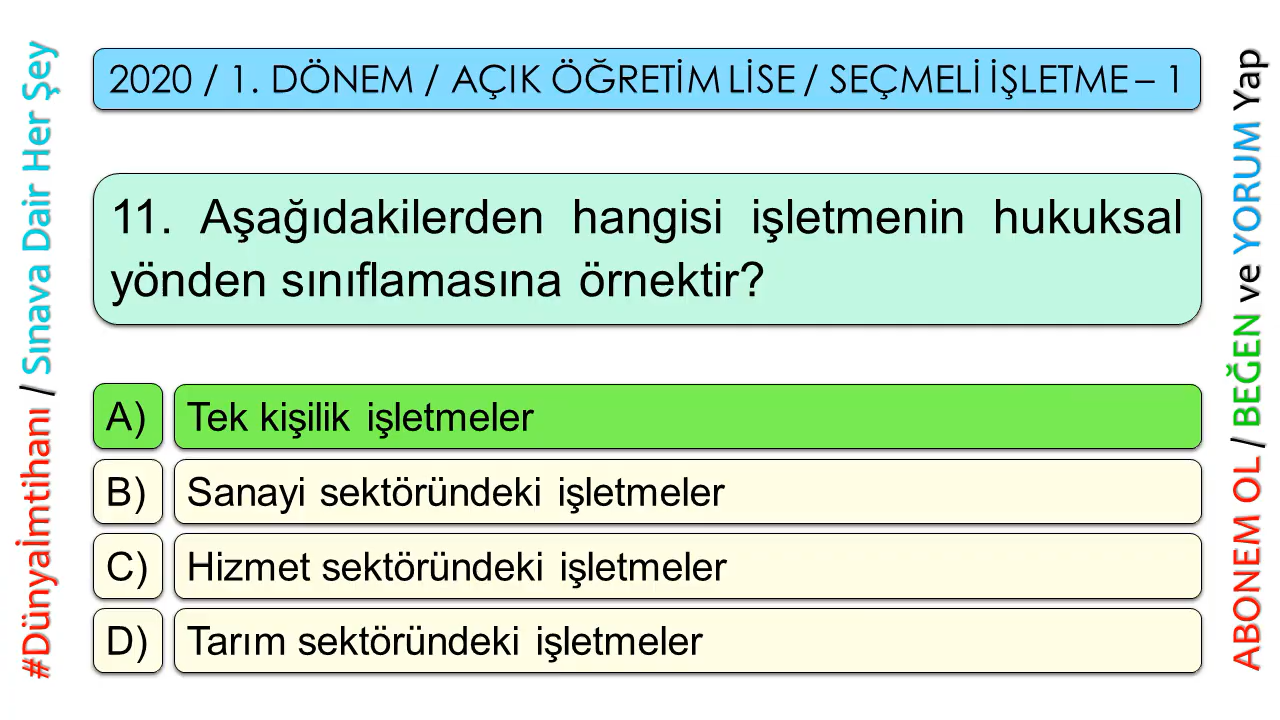 2020 / 1. DÖNEM / AÇIK ÖĞRETİM LİSE / SEÇMELİ İŞLETME – 1
11. Aşağıdakilerden hangisi işletmenin hukuksal
yönden sınıflamasına örnektir?
A) Tek kişilik işletmeler
B) Sanayi sektöründeki işletmeler
C) Hizmet sektöründeki işletmeler
D) Tarım sektöründeki işletmeler
#Dünyaİmtihanı / Sınava Dair Her Şey
ABONEM OL / BEĞEN ve YORUM Yap